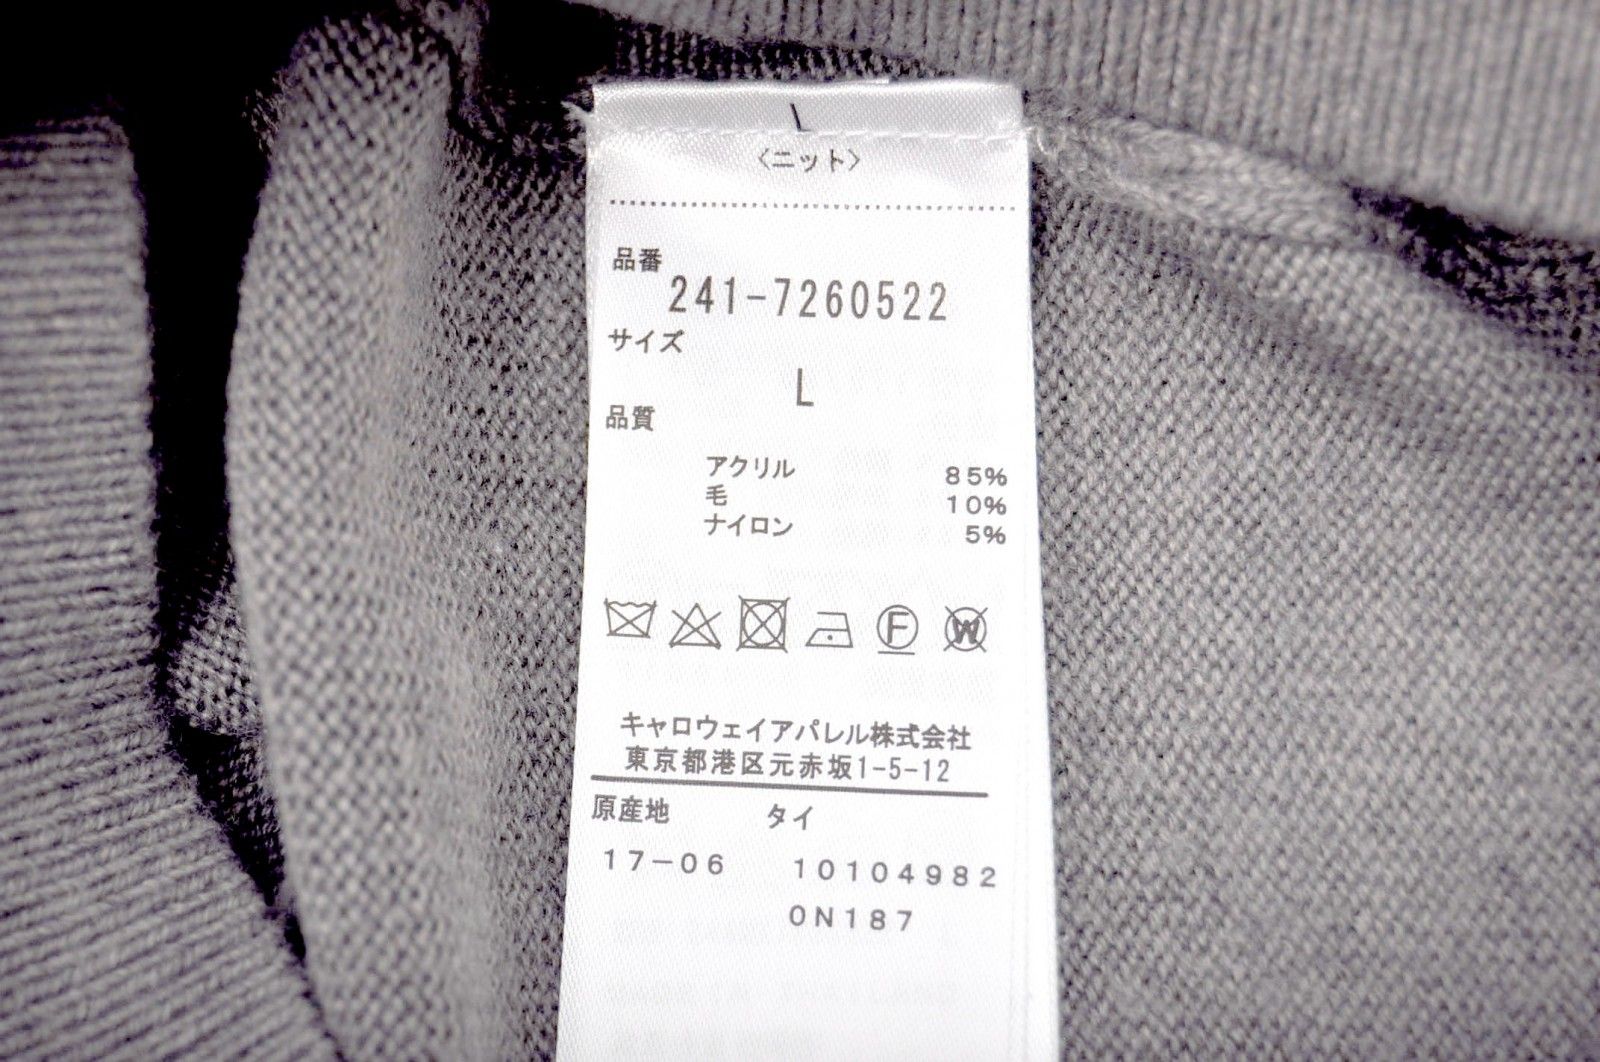 〈ニット〉
品番
241-7260522
サイズ
L
品質
アクリル 85%
毛 10%
ナイロン 5%
F W
キャロウェイアパレル株式会社
東京都港区元赤坂1-5-12
原産地 タイ
17-06 10104982
0N187